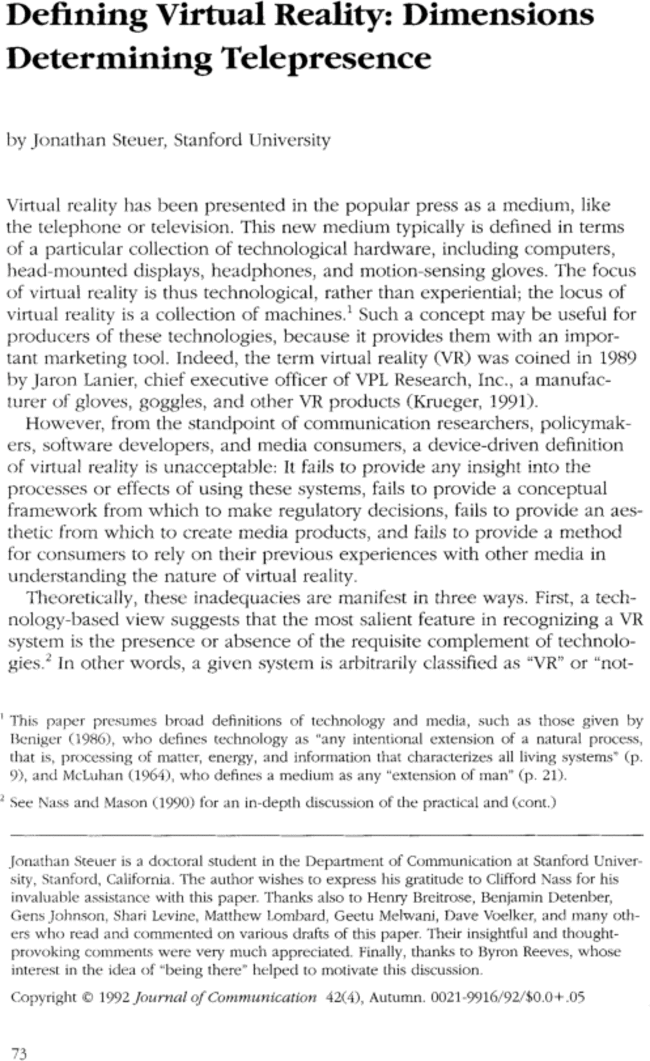 Defining Virtual Reality: Dimensions
Determining Telepresence
by Jonathan Steuer, Stanford University
Virtual reality has been presented in the popular press as a medium, like
the telephone or television. This new medium typically is defined in terms
of a particular collection of technological hardware, including computers,
head-mounted displays, headphones, and motion-sensing gloves. The focus
of virtual reality is thus technological, rather than experiential; the locus of
virtual reality is a collection of machines.¹ Such a concept may be useful for
producers of these technologies, because it provides them with an impor-
tant marketing tool. Indeed, the term virtual reality (VR) was coined in 1989
by Jaron Lanier, chief executive officer of VPL Research, Inc., a manufac-
turer of gloves, goggles, and other VR products (Krueger, 1991).
However, from the standpoint of communication researchers, policymak-
ers, software developers, and media consumers, a device-driven definition
of virtual reality is unacceptable: It fails to provide any insight into the
processes or effects of using these systems, fails to provide a conceptual
framework from which to make regulatory decisions, fails to provide an aes-
thetic from which to create media products, and fails to provide a method
for consumers to rely on their previous experiences with other media in
understanding the nature of virtual reality.
Theoretically, these inadequacies are manifest in three ways. First, a tech-
nology-based view suggests that the most salient feature in recognizing a VR
system is the presence or absence of the requisite complement of technolo-
gies.² In other words, a given system is arbitrarily classified as “VR” or “not-
¹ This paper presumes broad definitions of technology and media, such as those given by
Beniger (1986), who defines technology as “any intentional extension of a natural process,
that is, processing of matter, energy, and information that characterizes all living systems” (p.
9), and McLuhan (1964), who defines a medium as any “extension of man” (p. 21).
² See Nass and Mason (1990) for an in-depth discussion of the practical and (cont.)
Jonathan Steuer is a doctoral student in the Department of Communication at Stanford Univer-
sity, Stanford, California. The author wishes to express his gratitude to Clifford Nass for his
invaluable assistance with this paper. Thanks also to Henry Breitrose, Benjamin Detenber,
Gens Johnson, Shari Levine, Matthew Lombard, Geetu Melwani, Dave Voelker, and many oth-
ers who read and commented on various drafts of this paper. Their insightful and thought-
provoking comments were very much appreciated. Finally, thanks to Byron Reeves, whose
interest in the idea of “being there” helped to motivate this discussion.
Copyright © 1992 Journal of Communication 42(4), Autumn. 0021-9916/92/$0.0+.05
73